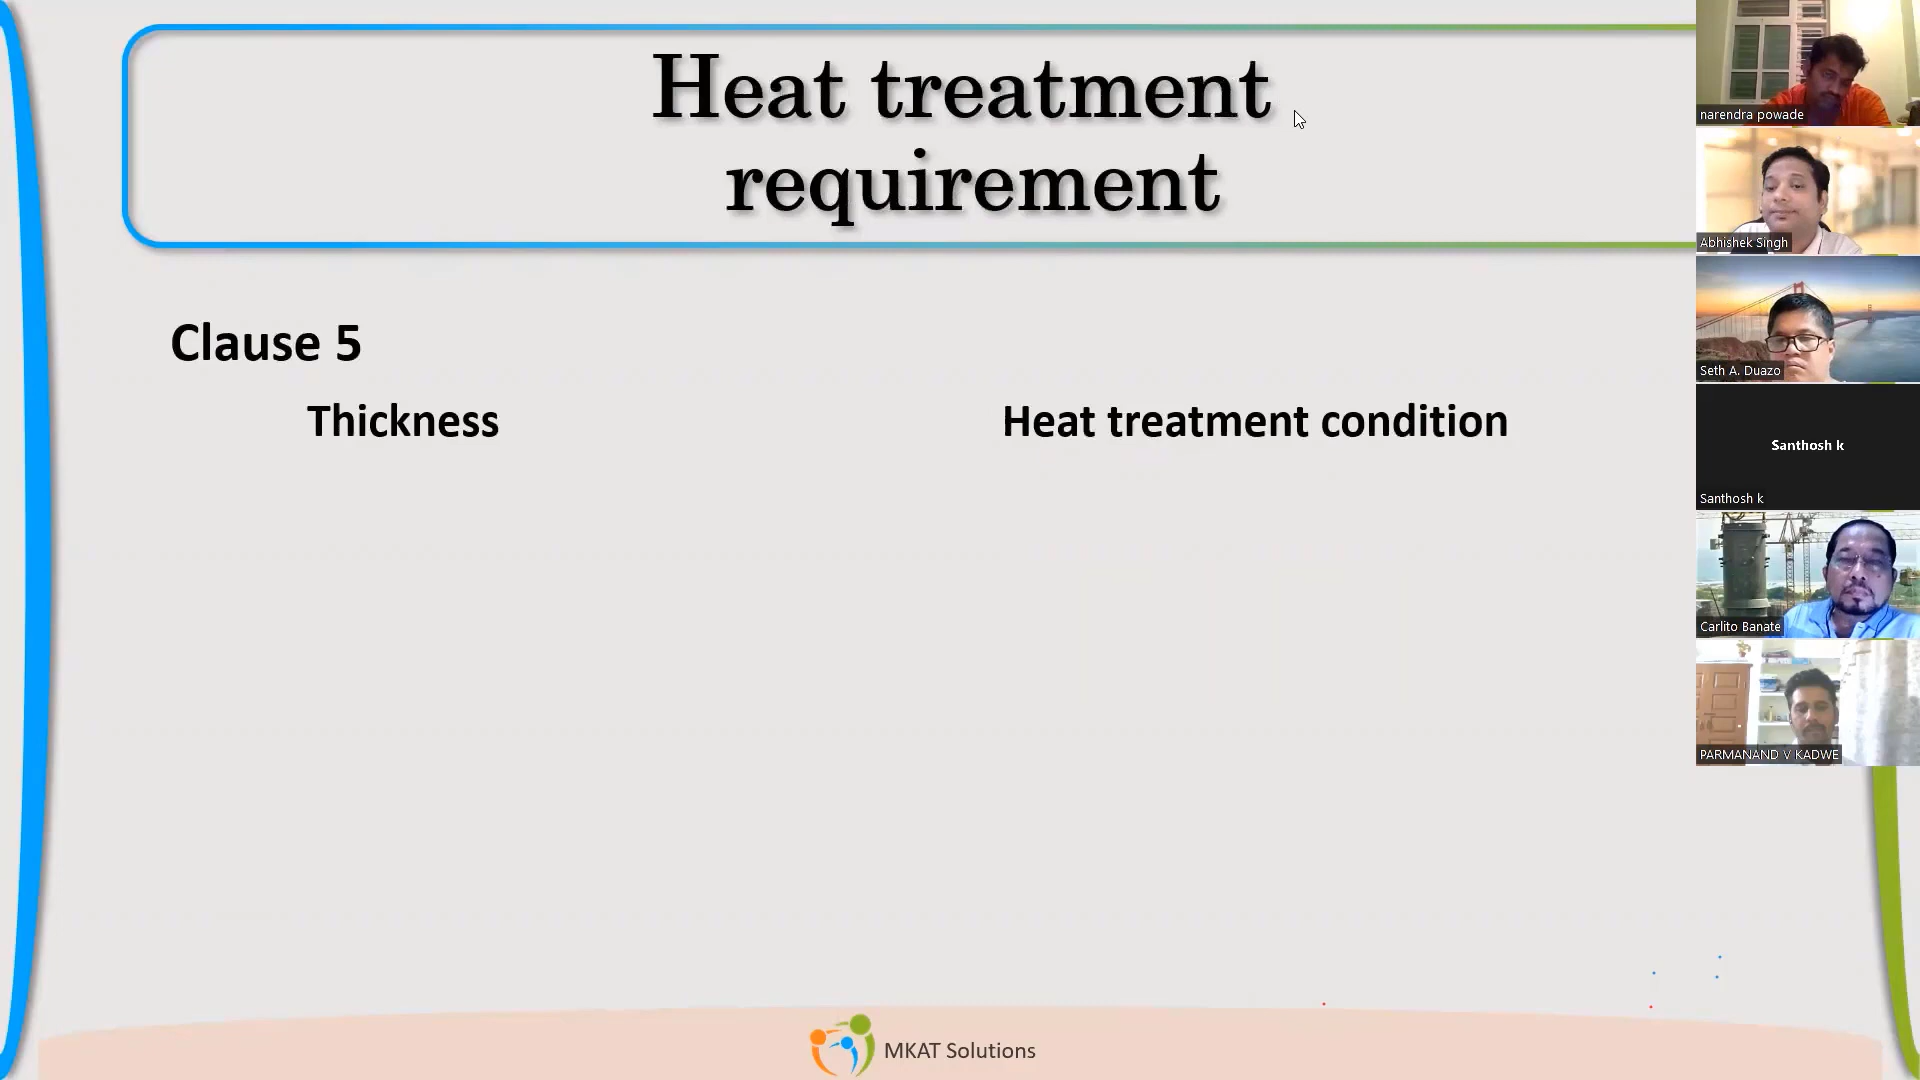 Heat treatment
requirement
Clause 5
Thickness
Heat treatment condition
MKAT Solutions
narendra powade
Abhishek Singh
Seth A. Duazo
Santhosh k
Santhosh k
Carlito Banate
PARMANAND V KADWE